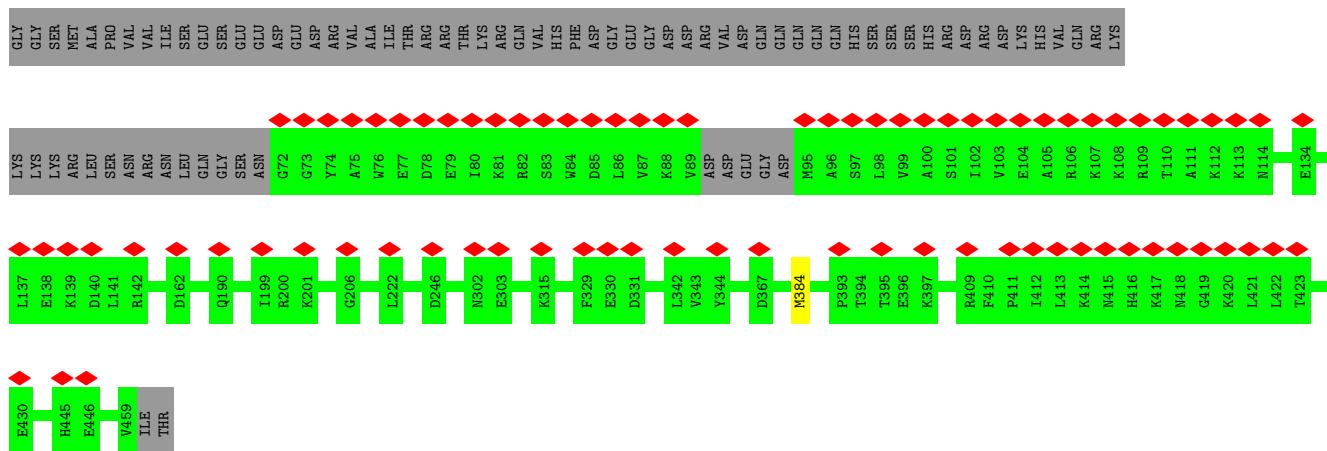 GLY GLY SER MET ALA PRO VAL VAL ILE SER GLU SER GLU GLU ASP GLU ASP ARG VAL ALA ILE THR ARG ARG THR LYS ARG GLN VAL HIS PHE ASP GLY GLU GLY ASP ASP ARG VAL ASP GLN GLN GLN GLN GLN HIS SER SER SER HIS ARG ASP ARG ASP LYS HIS VAL GLN ARG LYS
LYS LYS LYS ARG LEU SER ASN ARG ASN LEU GLN GLY SER ASN G72 G73 Y74 A75 W76 E77 D78 E79 I80 K81 R82 S83 W84 D85 L86 V87 K88 V89 ASP ASP GLU GLY ASP M95 A96 S97 L98 V99 A100 S101 I102 V103 E104 A105 R106 K107 K108 R109 T110 A111 K112 K113 N114 E134
L137 E138 K139 D140 L141 R142 D162 Q190 T199 R200 K201 G206 L222 D246 N302 E303 K315 F329 E330 D331 L342 V343 Y344 D367 M384 P393 T394 T395 E396 K397 R409 F410 P411 I412 L413 K414 N415 H416 K417 N418 G419 K420 L421 L422 T423
E430 H445 E446 V459 ILE THR